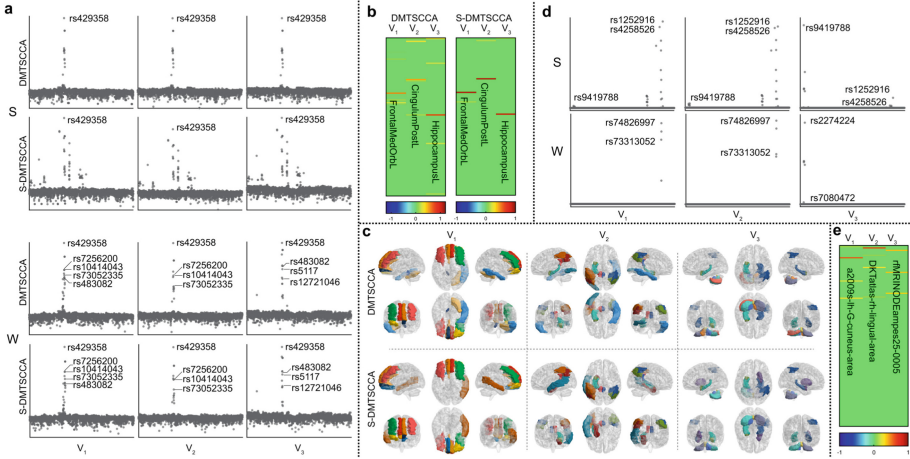 a
DMTSCCA
rs429358
rs429358
rs429358
S
S-DMTSCCA
rs429358
rs429358
rs429358
DMTSCCA
rs429358
rs7256200
rs10414043
rs73052335
rs483082
rs429358
rs7256200
rs10414043
rs73052335
rs429358
rs483082
rs5117
rs12721046
W
S-DMTSCCA
rs429358
rs7256200
rs10414043
rs73052335
rs483082
rs429358
rs7256200
rs10414043
rs73052335
rs429358
rs483082
rs5117
rs12721046
V1
V2
V3
b
DMTSCCA
S-DMTSCCA
V1 V2 V3
V1 V2 V3
FrontalMedOrbL
CingulumPostL
HippocampusL
FrontalMedOrbL
CingulumPostL
HippocampusL
-1 0 1
-1 0 1
c
V1
V2
V3
DMTSCCA
S-DMTSCCA
d
S
rs1252916
rs4258526
rs9419788
rs1252916
rs4258526
rs9419788
rs9419788
rs1252916
rs4258526
W
rs74826997
rs73313052
rs74826997
rs73313052
rs2274224
rs7080472
V1
V2
V3
e
V1 V2 V3
a2009s-lh-G-cuneus-area
DKTatlas-rh-lingual-area
rfMRINODEampes25-0005
-1 0 1